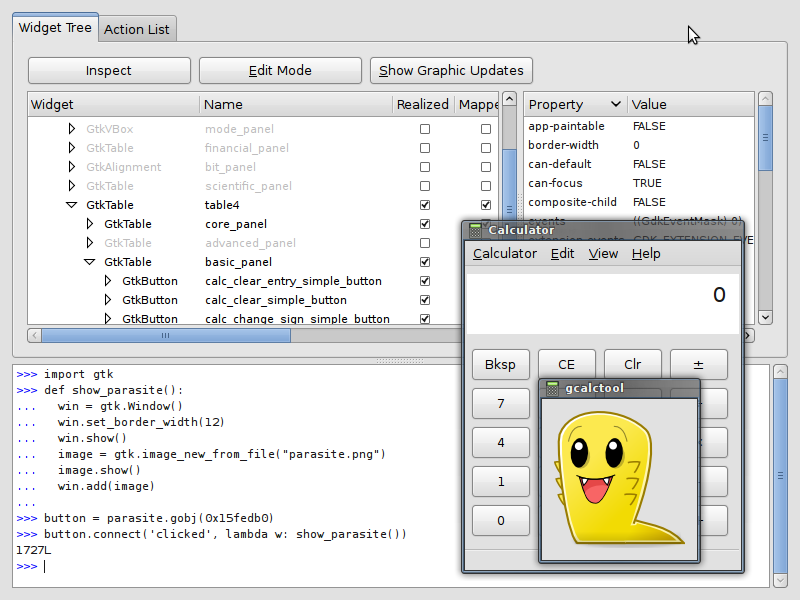 Widget Tree Action List
Inspect Edit Mode Show Graphic Updates
Widget Name Realized Mappe
GtkVBox mode_panel
GtkTable financial_panel
GtkAlignment bit_panel
GtkTable scientific_panel
GtkTable table4
GtkTable core_panel
GtkTable advanced_panel
GtkTable basic_panel
GtkButton calc_clear_entry_simple_button
GtkButton calc_clear_simple_button
GtkButton calc_change_sign_simple_button
Property Value
app-paintable FALSE
border-width 0
can-default FALSE
can-focus TRUE
composite-child FALSE
events ((GdkEventMask) 0)
Calculator
Calculator Edit View Help
0
Bksp CE Clr ±
7
4
1
0
gcalctool
>>> import gtk
>>> def show_parasite():
...   win = gtk.Window()
...   win.set_border_width(12)
...   win.show()
...   image = gtk.image_new_from_file("parasite.png")
...   image.show()
...   win.add(image)
...
>>> button = parasite.gobj(0x15fedb0)
>>> button.connect('clicked', lambda w: show_parasite())
1727L
>>>